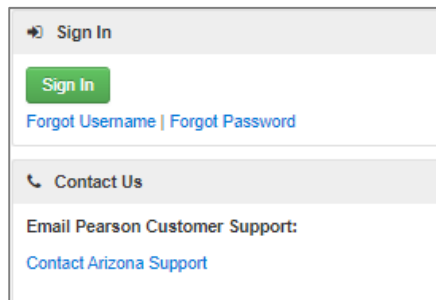 Sign In
Sign In
Forgot Username | Forgot Password
Contact Us
Email Pearson Customer Support:
Contact Arizona Support